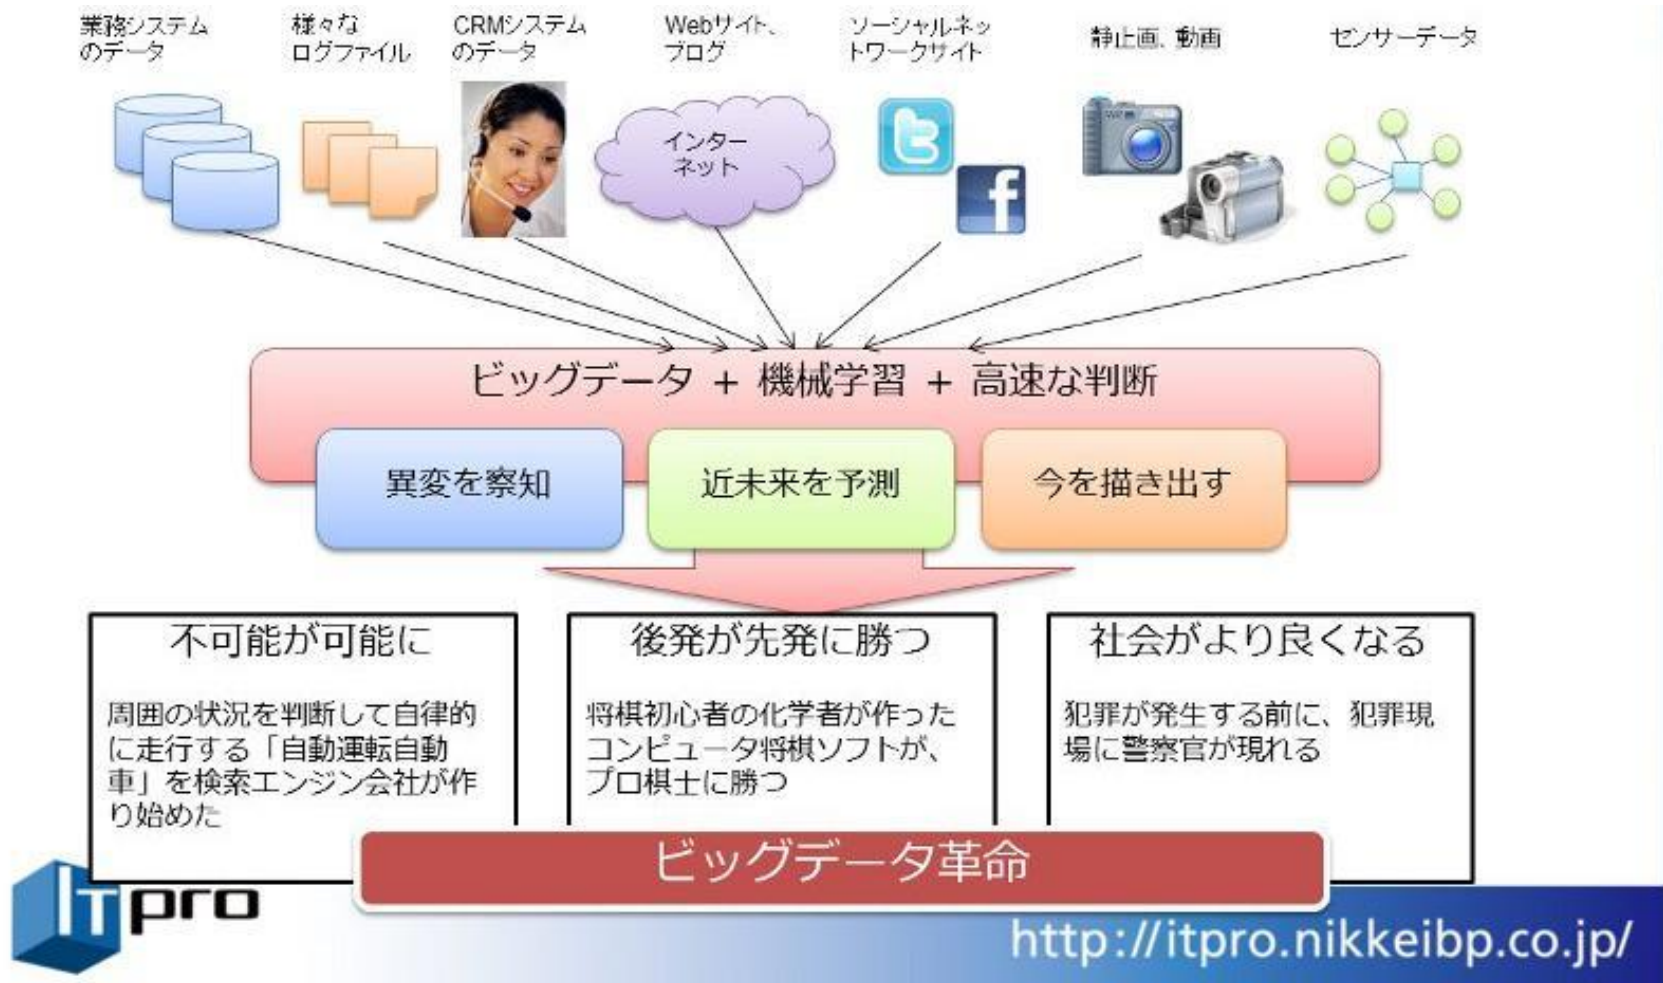 業務システム
のデータ
様々な
ログファイル
CRMシステム
のデータ
Webサイト、
ブログ
ソーシャルネッ
トワークサイト
静止画、動画
センサーデータ
インター
ネット
ビッグデータ + 機械学習 + 高速な判断
異変を察知
近未来を予測
今を描き出す
不可能が可能に
周囲の状況を判断して自律的
に走行する「自動運転自動
車」を検索エンジン会社が作
り始めた
後発が先発に勝つ
将棋初心者の化学者が作った
コンピュータ将棋ソフトが、
プロ棋士に勝つ
社会がより良くなる
犯罪が発生する前に、犯罪現
場に警察官が現れる
ビッグデータ革命
ITpro
http://itpro.nikkeibp.co.jp/